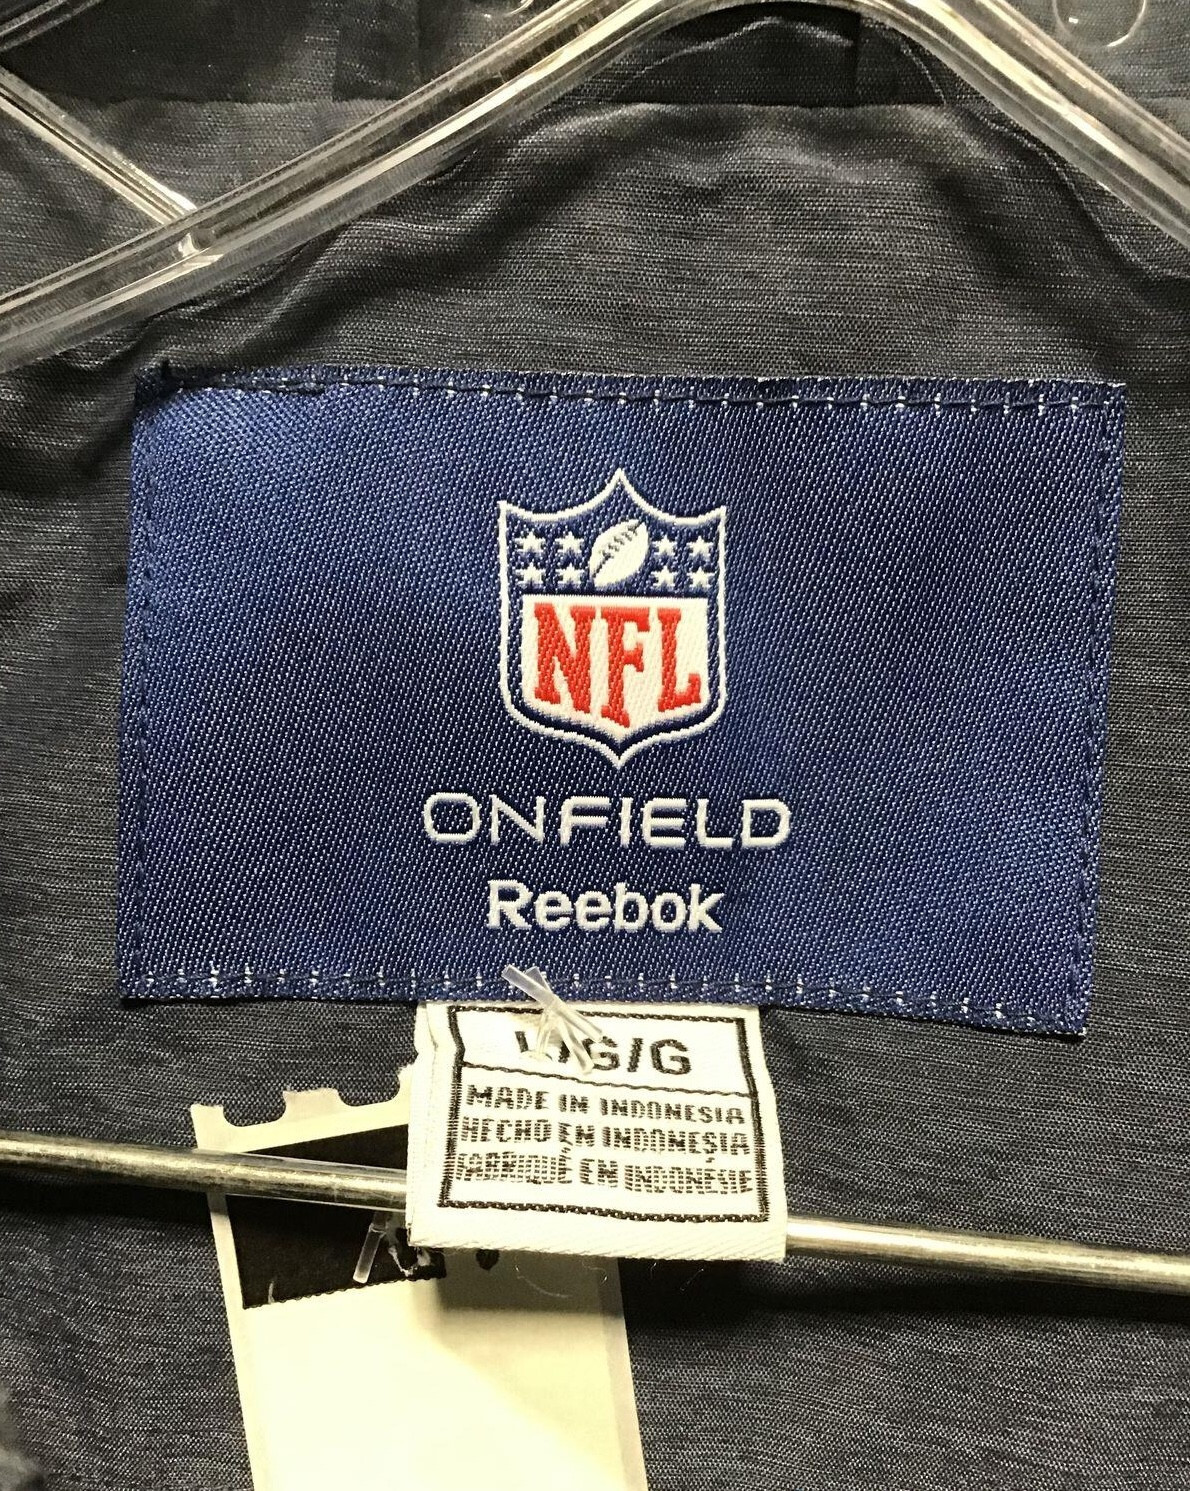 NFL
ONFIELD
Reebok
L/G/G
MADE IN INDONESIA
HECHO EN INDONESIA
FABRIQUÉ EN INDONÉSIE